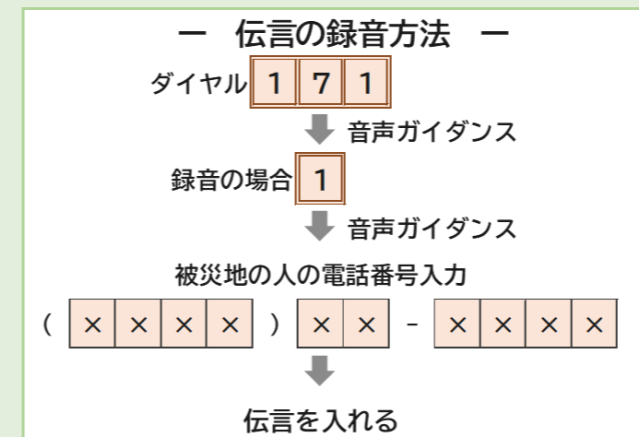 ー 伝言の録音方法 ー
ダイヤル 1 7 1
音声ガイダンス
録音の場合 1
音声ガイダンス
被災地の人の電話番号入力
( × × × × ) × × - × × × ×
伝言を入れる